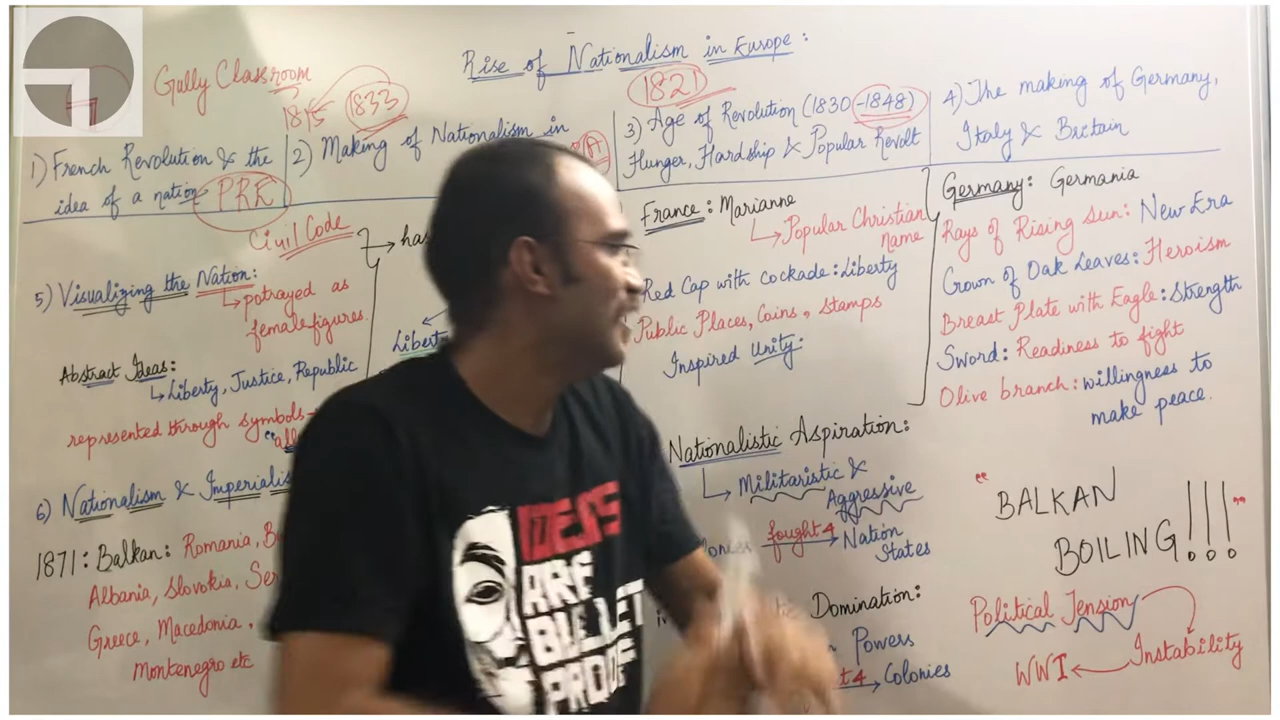 Rise of Nationalism in Europe:
Gully Classroom
1815
1833
1821
1) French Revolution & the
idea of a nation
PRE
2) Making of Nationalism in
3) Age of Revolution (1830-1848)
Hunger, Hardship & Popular Revolt
4) The making of Germany,
Italy & Britain
Civil Code
has
5) Visualizing the Nation:
potrayed as
female figures.
Abstract Ideas:
Liberty, Justice, Republic
represented through symbols
Liberty
6) Nationalism &
1871: Balkan: Romania,
Albania, Slovokia,
Greece, Macedonia,
Montenegro etc
France: Marianne
Popular Christian
Name
Red Cap with cockade: Liberty
Public Places, Coins, stamps
Inspired Unity:
Nationalistic Aspiration:
Militaristic &
Aggressive
fought 4 Nation
States
Domination:
Powers
Colonies
Germany: Germania
Rays of Rising Sun: New Era
Crown of Oak Leaves: Heroism
Breast Plate with Eagle: Strength
Sword: Readiness to fight
Olive branch: willingness to
make peace.
"BALKAN
BOILING!!!"
Political Tension
Instability
WWI
IDEAS
ARE
BULLET
PROOF